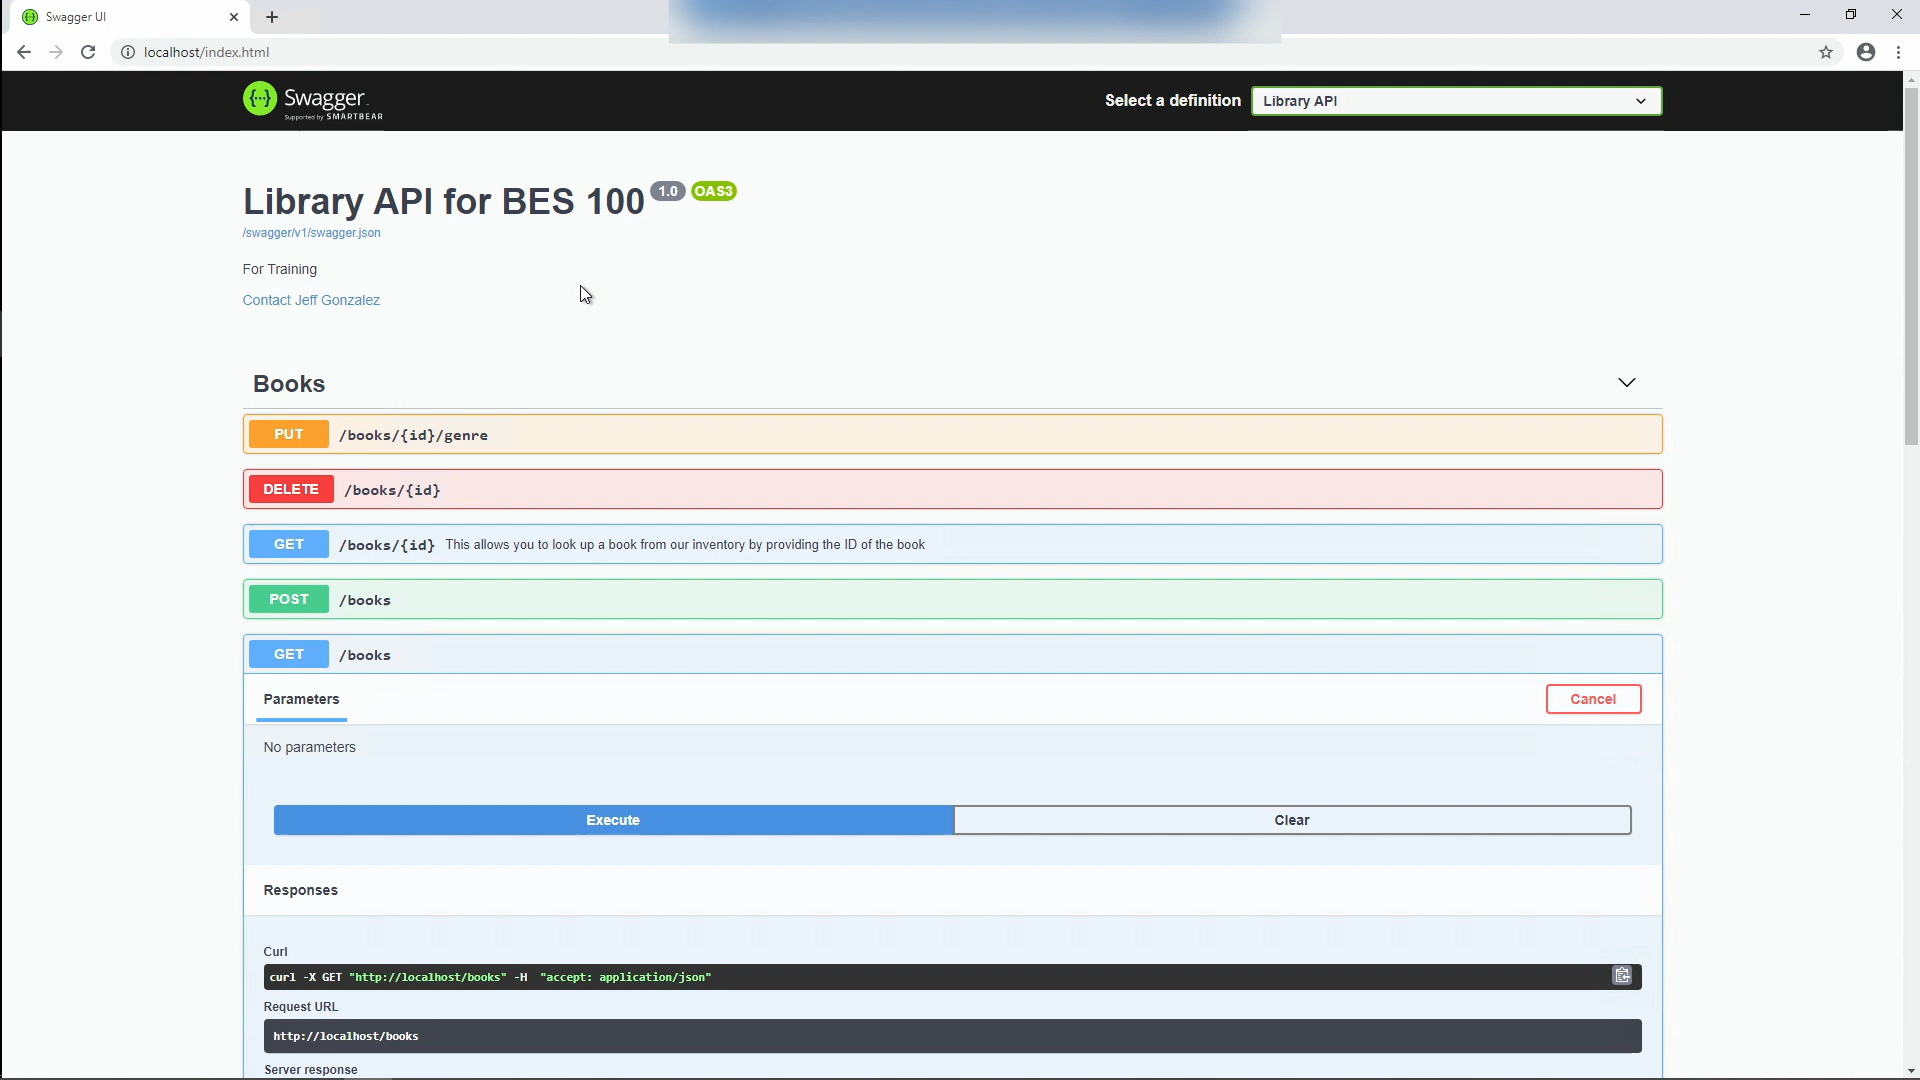 Swagger UI
localhost/index.html
Swagger
Supported by SMARTBEAR
Select a definition
Library API
Library API for BES 100 1.0 OAS3
/swagger/v1/swagger.json
For Training
Contact Jeff Gonzalez
Books
PUT /books/{id}/genre
DELETE /books/{id}
GET /books/{id} This allows you to look up a book from our inventory by providing the ID of the book
POST /books
GET /books
Parameters
Cancel
No parameters
Execute
Clear
Responses
Curl
curl -X GET "http://localhost/books" -H "accept: application/json"
Request URL
http://localhost/books
Server response